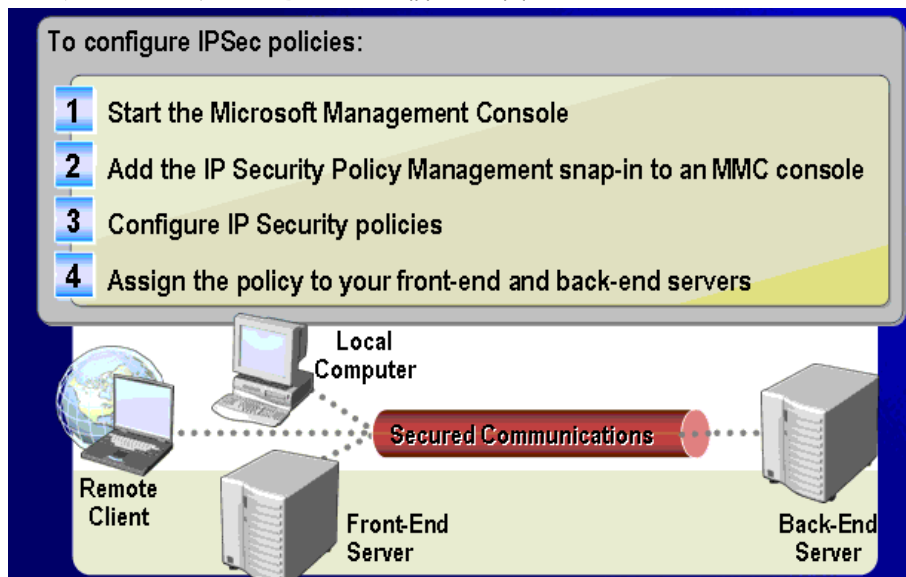 To configure IPSec policies:
1 Start the Microsoft Management Console
2 Add the IP Security Policy Management snap-in to an MMC console
3 Configure IP Security policies
4 Assign the policy to your front-end and back-end servers
Local
Computer
Secured Communications
Remote
Client
Front-End
Server
Back-End
Server